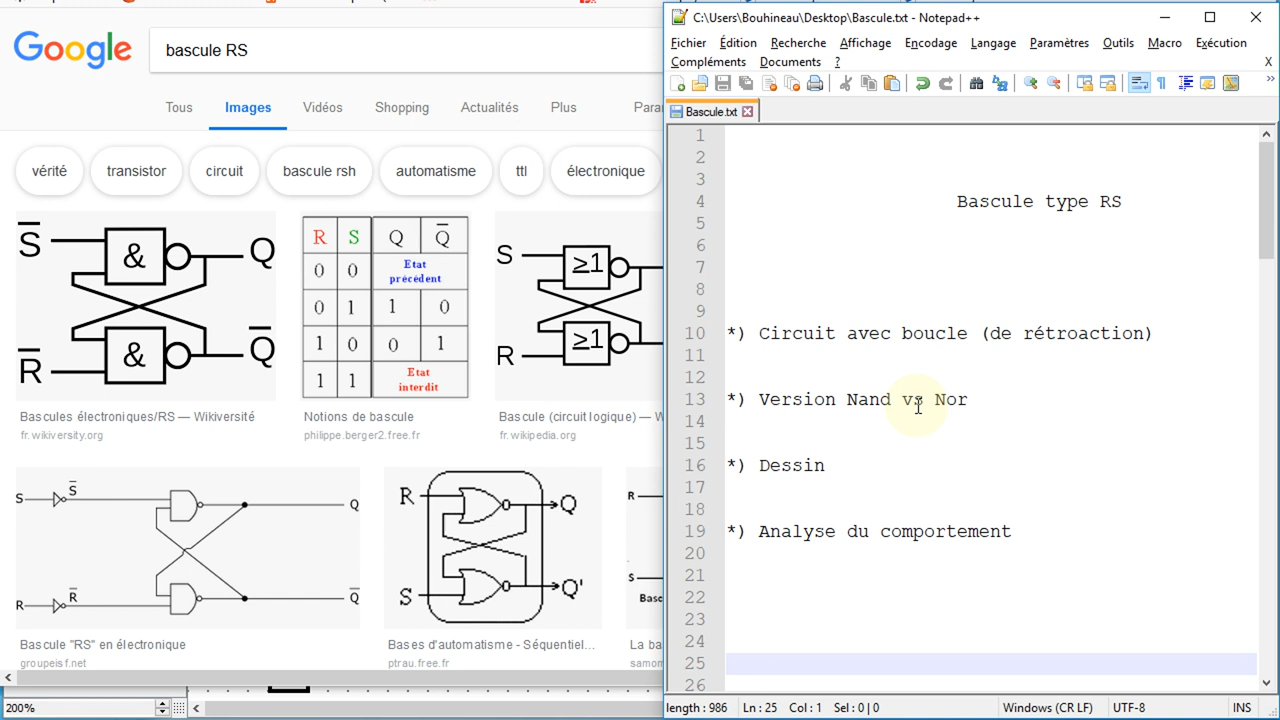 Google
bascule RS
Tous Images Vidéos Shopping Actualités Plus
vérité transistor circuit bascule rsh automatisme ttl électronique
S & Q
R & Q
R S Q Q
0 0 Etat précédent
0 1 1 0
1 0 0 1
1 1 Etat interdit
S ≥1
R ≥1
Bascules électroniques/RS — Wikiversité
fr.wikiversity.org
Notions de bascule
philippe.berger2.free.fr
Bascule (circuit logique) — W
fr.wikipedia.org
S S Q
R R Q
R Q
S Q'
R
S
Bascule "RS" en électronique
groupeisf.net
Bases d'automatisme - Séquentiel...
ptrau.free.fr
La ba
samom
200%
C:\Users\Bouhineau\Desktop\Bascule.txt - Notepad++
Fichier Édition Recherche Affichage Encodage Langage Paramètres Outils Macro Exécution
Compléments Documents ? X
Bascule.txt
1
2
3
4 Bascule type RS
5
6
7
8
9
10 *) Circuit avec boucle (de rétroaction)
11
12
13 *) Version Nand vs Nor
14
15
16 *) Dessin
17
18
19 *) Analyse du comportement
20
21
22
23
24
25
26
length : 986 Ln : 25 Col : 1 Sel : 0 | 0 Windows (CR LF) UTF-8 INS